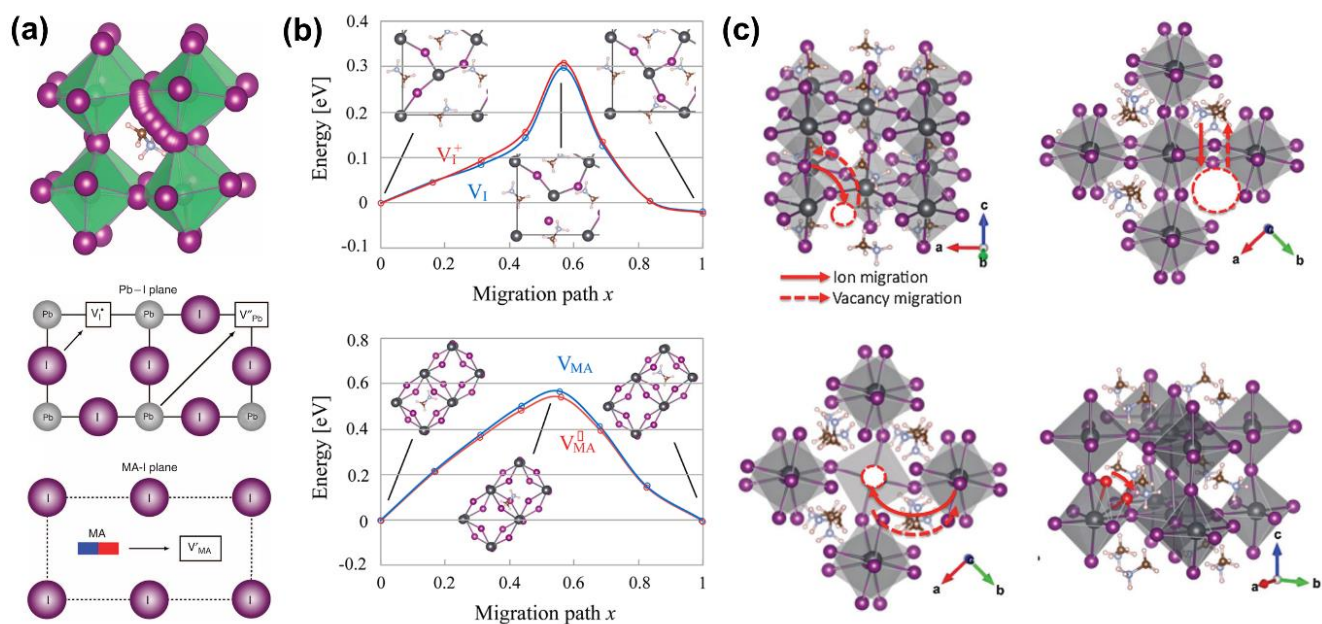 (a)
Pb–I plane
Pb
V_I^•
Pb
I
V″_Pb
I
I
I
Pb
I
Pb
I
Pb
MA-I plane
I
I
I
MA
V′_MA
I
I
I
(b)
Energy [eV]
0.4
0.3
0.2
0.1
0
-0.1
V_I^+
V_I
0
0.2
0.4
0.6
0.8
1
Migration path x
Energy [eV]
0.8
0.6
0.4
0.2
0
-0.2
V_MA
V_MA^▯
0
0.2
0.4
0.6
0.8
1
Migration path x
(c)
c
a
b
Ion migration
Vacancy migration
c
a
b
c
a
b
c
a
b